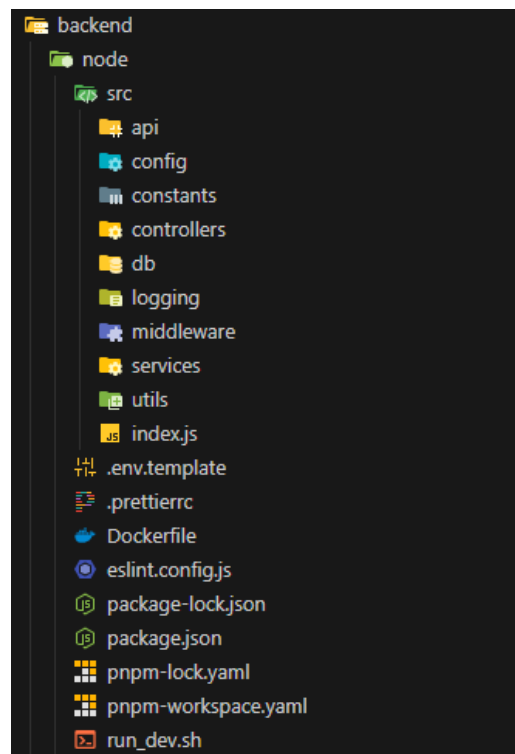 backend
node
src
api
config
constants
controllers
db
logging
middleware
services
utils
JS index.js
.env.template
.prettierrc
Dockerfile
eslint.config.js
package-lock.json
package.json
pnpm-lock.yaml
pnpm-workspace.yaml
run_dev.sh